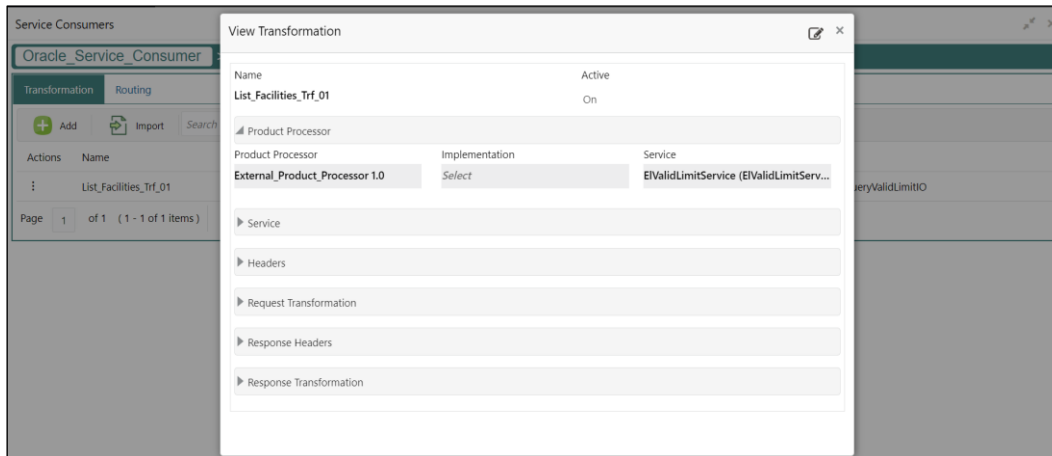 Service Consumers
Oracle_Service_Consumer
Transformation Routing
Add Import Search
Actions Name
List_Facilities_Trf_01
Page 1 of 1 ( 1 - 1 of 1 items )
View Transformation
Name Active
List_Facilities_Trf_01 On
Product Processor
Product Processor Implementation Service
External_Product_Processor 1.0 Select ElValidLimitService (ElValidLimitServ...
Service
Headers
Request Transformation
Response Headers
Response Transformation
ueryValidLimitIO